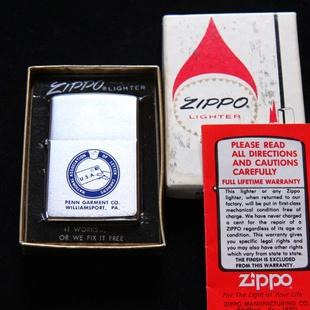 ZIPPO LIGHTER
U.S.A.
PENN GARMENT CO.
WILLIAMSPORT, PA.
IT WORKS...
OR WE FIX IT FREE
ZIPPO
LIGHTER
PLEASE READ
ALL DIRECTIONS
AND CAUTIONS
CAREFULLY
FULL LIFETIME WARRANTY
This lighter or any Zippo
lighter, when returned to our
factory, will be put in first-class
mechanical condition free of
charge. We have never charged
a cent for the repair of a
ZIPPO regardless of its age or
condition. This warranty gives
you specific legal rights and
you may also have other rights
which vary from state to state.
THE FINISH IS EXCLUDED
FROM THIS WARRANTY.
Zippo
For the Light of Your Life
ZIPPO MANUFACTURING CO.